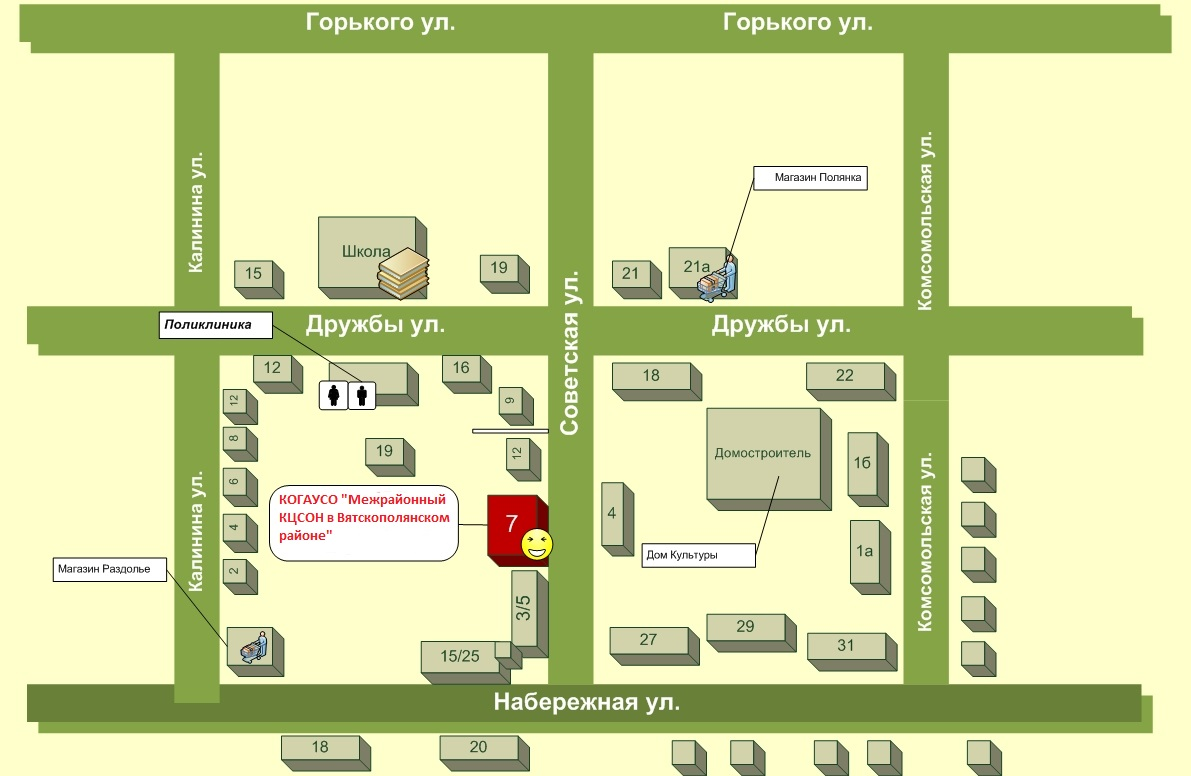 Горького ул.
Горького ул.
Калинина ул.
Комсомольская ул.
Магазин Полянка
Школа
15
19
21
21а
Советская ул.
Поликлиника
Дружбы ул.
Дружбы ул.
12
16
18
22
12
9
8
19
12
Домостроитель
1б
6
КОГАУСО "Межрайонный
КЦСОН в Вятскополянском
районе"
7
4
4
Калинина ул.
Комсомольская ул.
Дом Культуры
1а
Магазин Раздолье
2
3/5
15/25
27
29
31
Набережная ул.
18
20